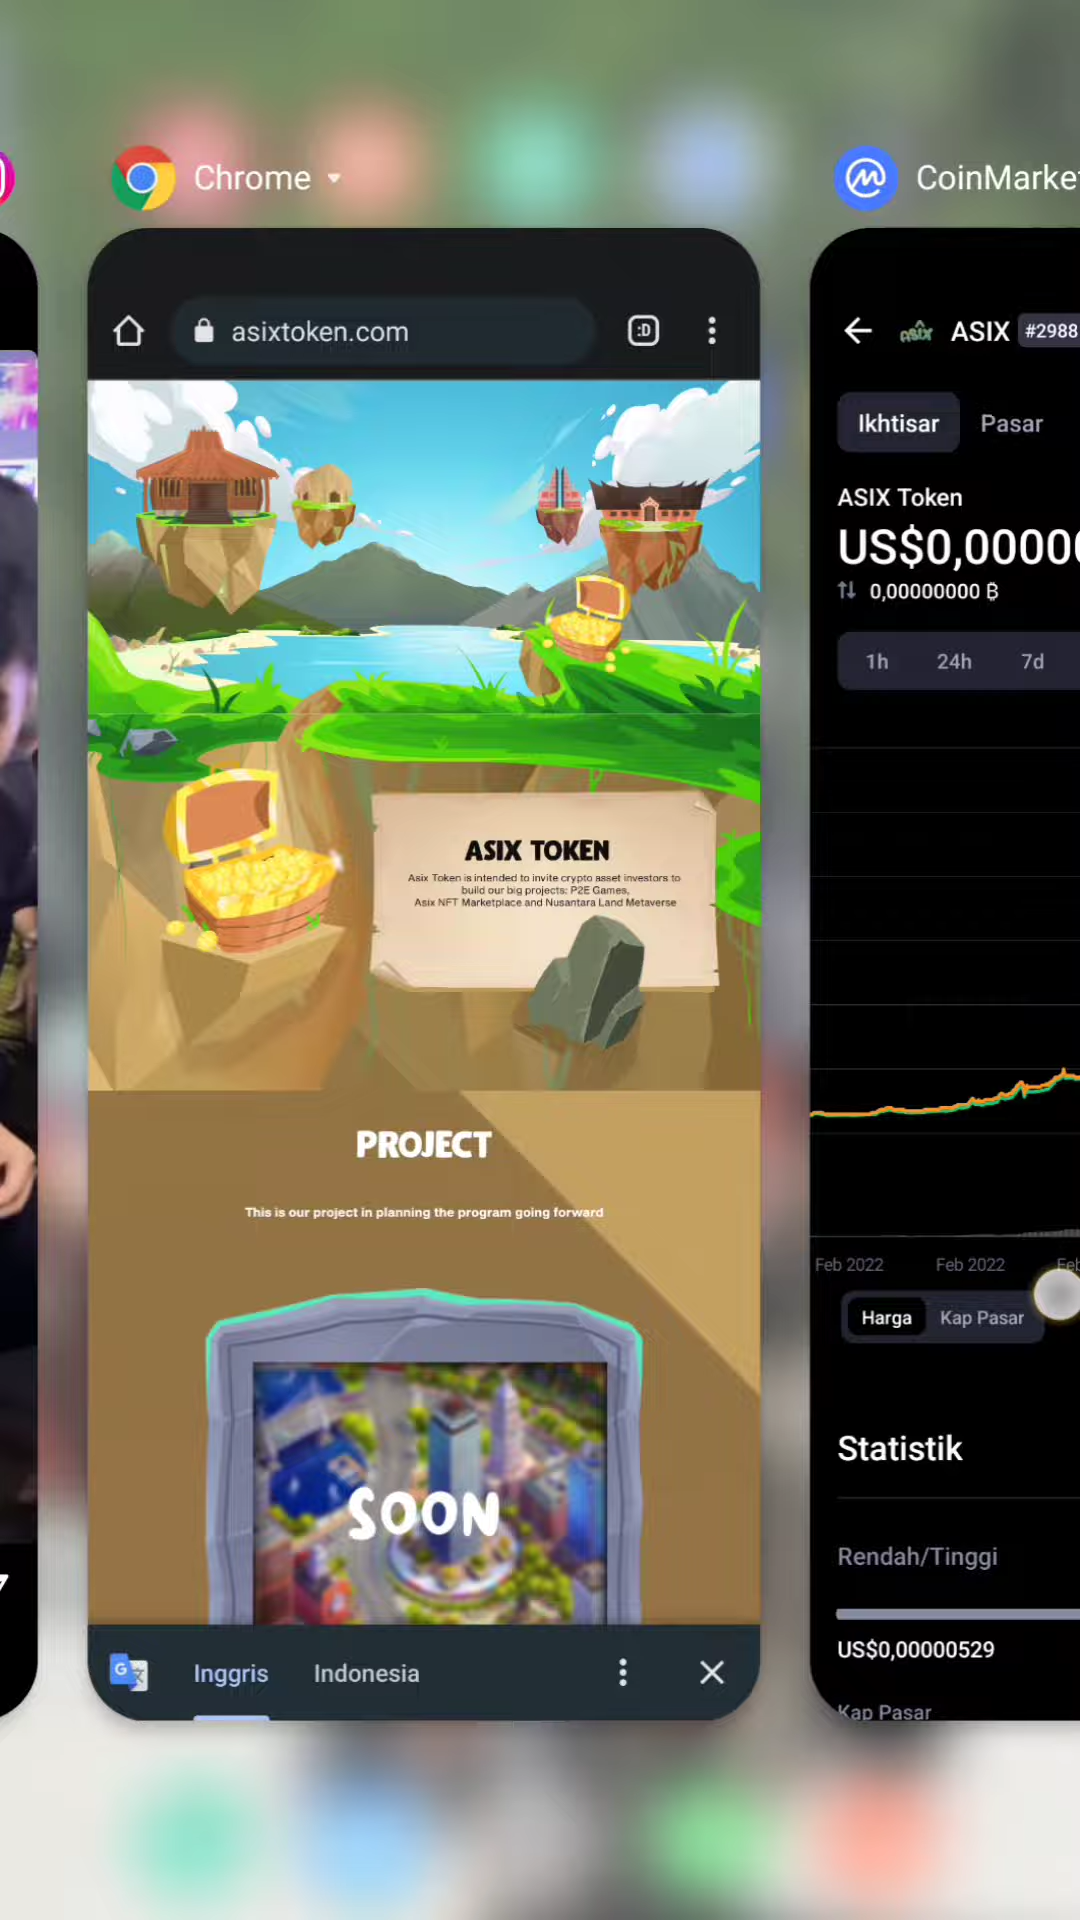 Chrome
CoinMarket
asixtoken.com
:D
ASIX TOKEN
Asix Token is intended to invite crypto asset investors to
build our big projects: P2E Games,
Asix NFT Marketplace and Nusantara Land Metaverse
PROJECT
This is our project in planning the program going forward
SOON
Inggris Indonesia
asix ASIX #2988
Ikhtisar Pasar
ASIX Token
US$0,0000
0,00000000 ₿
1h 24h 7d
Feb 2022 Feb 2022 Feb
Harga Kap Pasar
Statistik
Rendah/Tinggi
US$0,00000529
Kap Pasar